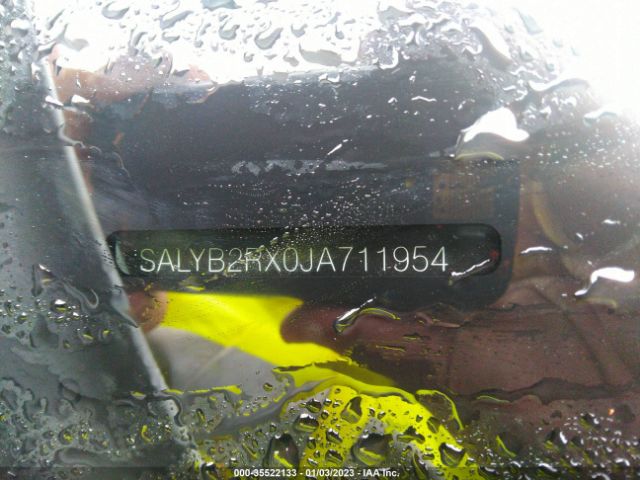 SALYB2RX0JA711954
000-35522133 - 01/03/2023 - IAA Inc.